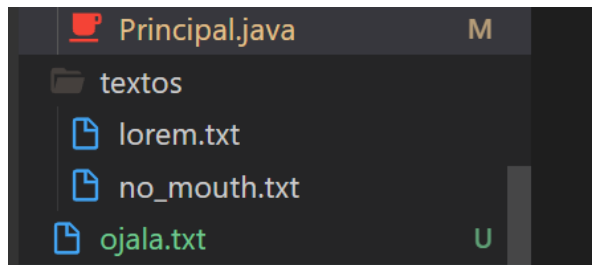 Principal.java M
textos
lorem.txt
no_mouth.txt
ojala.txt U